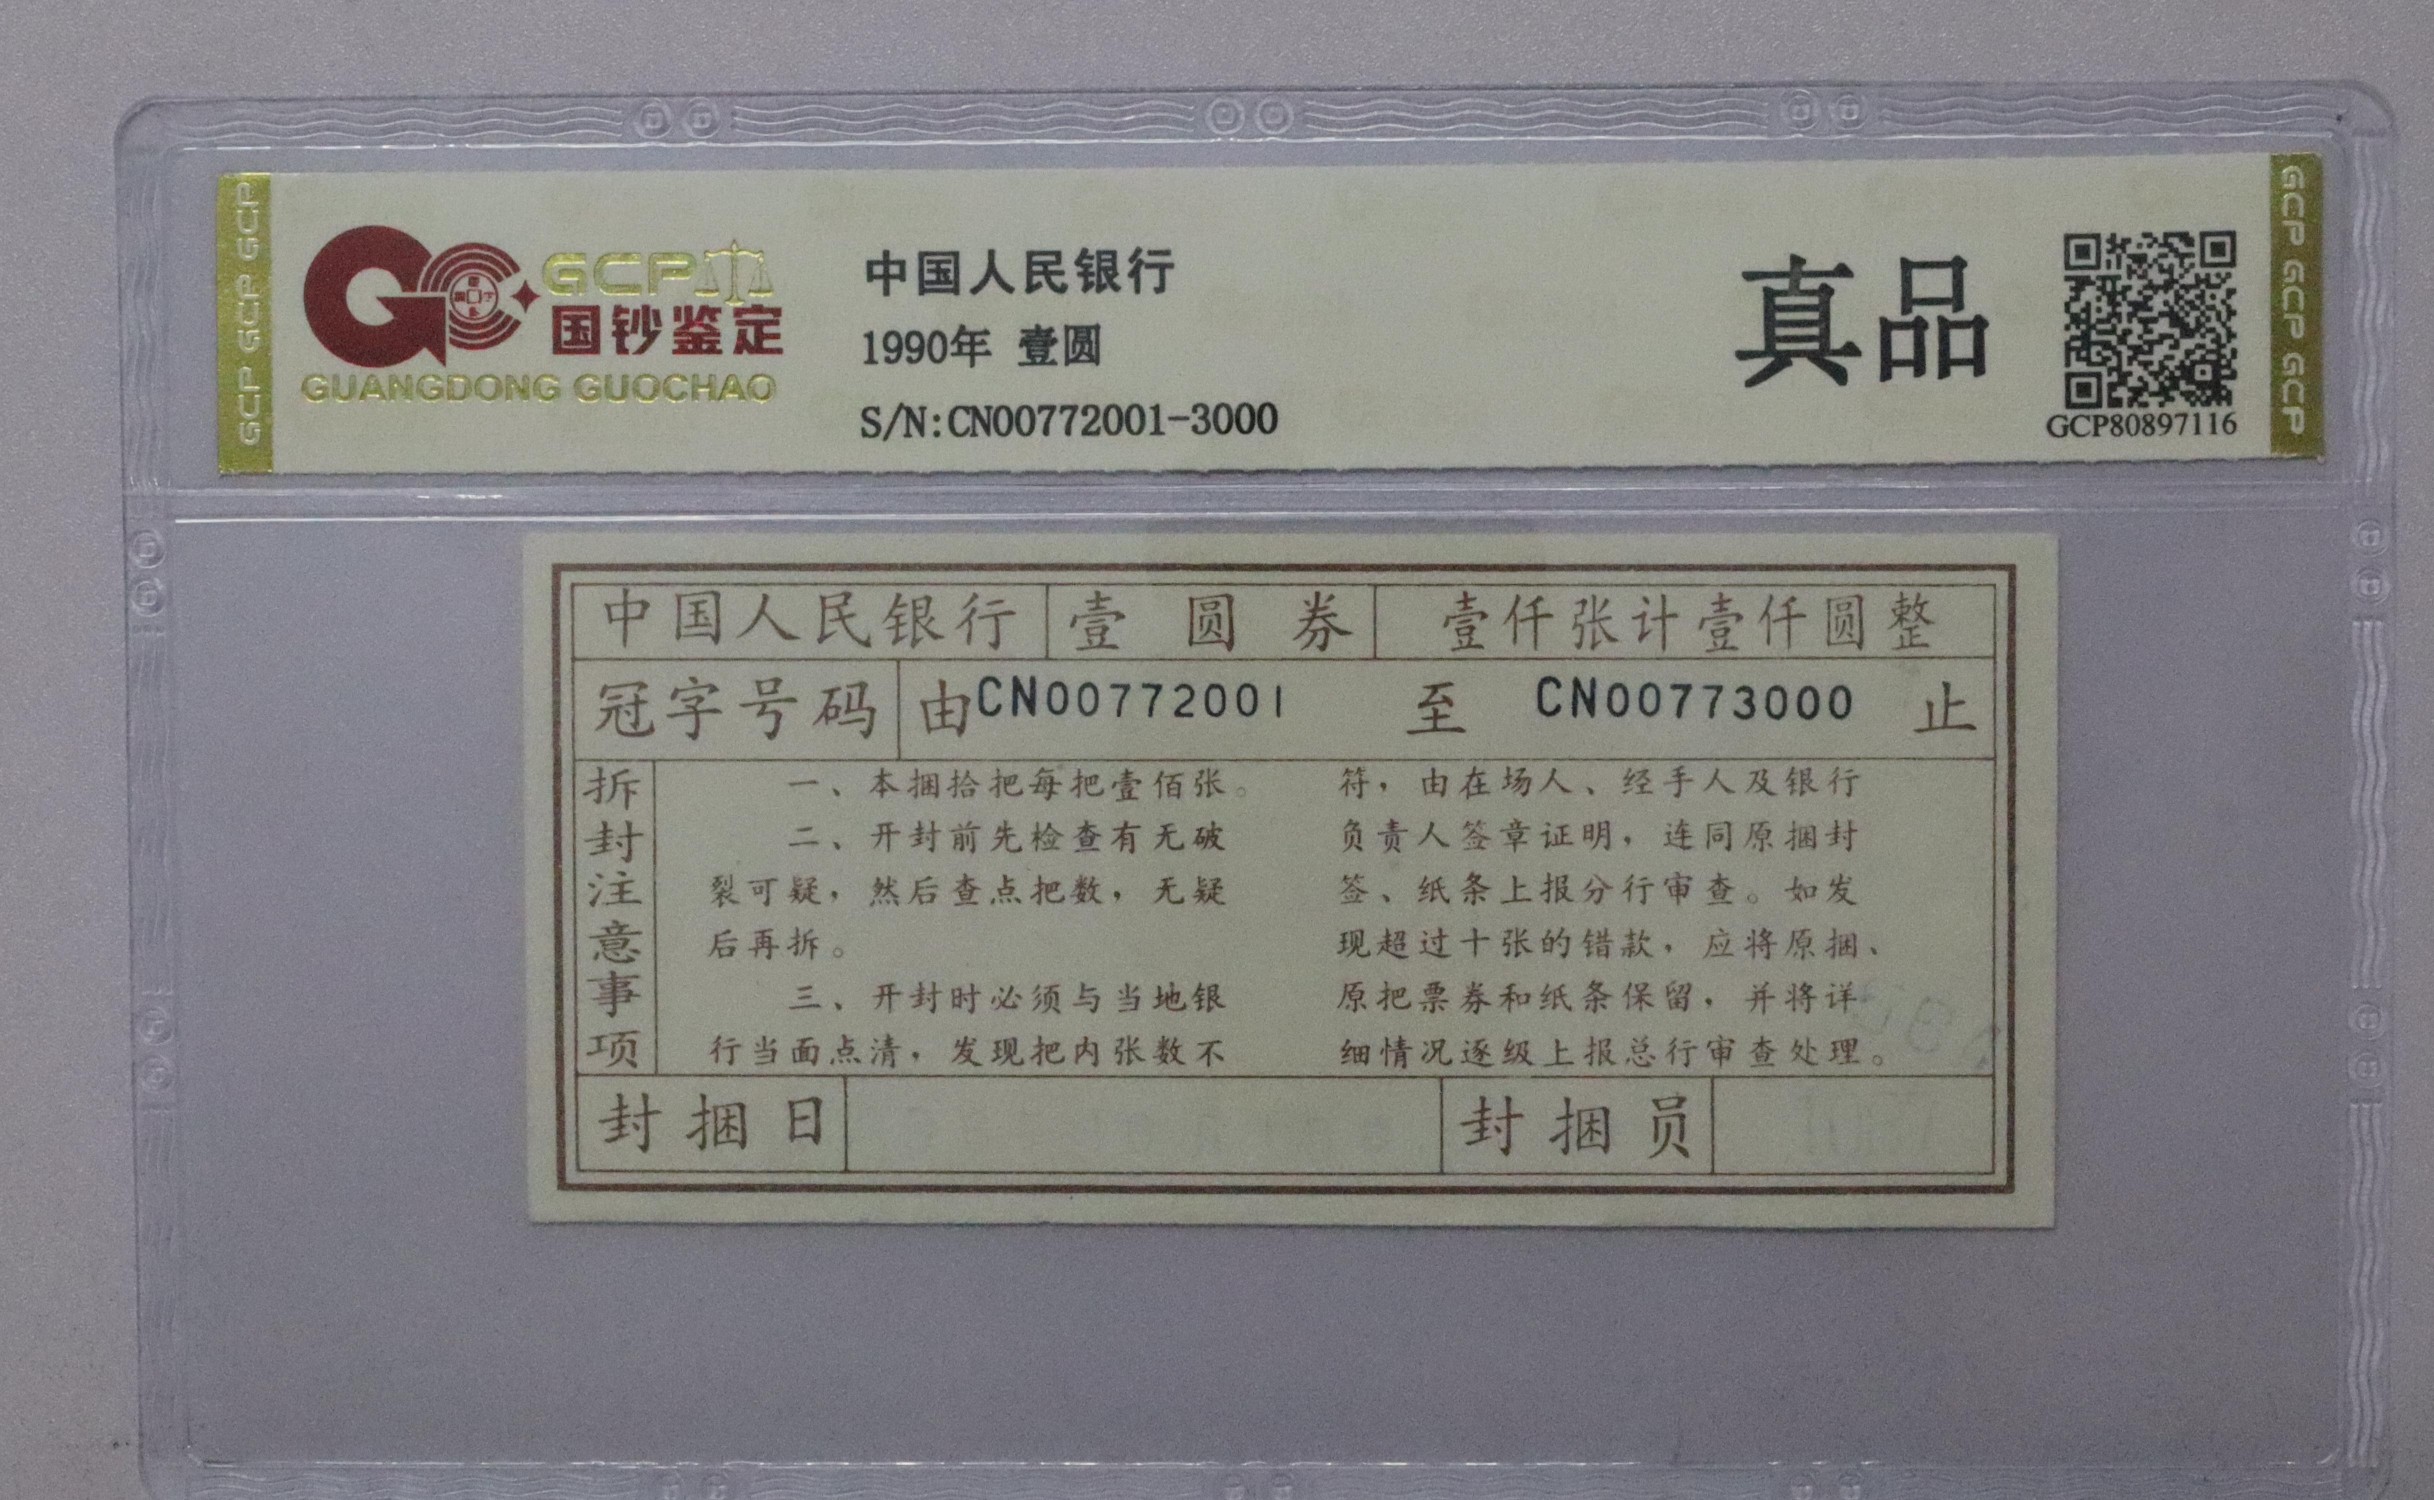 GCP GCP GCP
GCP国钞鉴定
GUANGDONG GUOCHAO
中国人民银行
1990年 壹圆
S/N:CN00772001-3000
真品
GCP80897116
GCP GCP GCP
中国人民银行 壹圆券 壹仟张计壹仟圆整
冠字号码 由CN00772001 至 CN00773000 止
拆封注意事项
一、本捆拾把每把壹佰张。
二、开封前先检查有无破
裂可疑，然后查点把数，无疑
后再拆。
三、开封时必须与当地银
行当面点清，发现把内张数不
符，由在场人、经手人及银行
负责人签章证明，连同原捆封
签、纸条上报分行审查。如发
现超过十张的错款，应将原捆、
原把票券和纸条保留，并将详
细情况逐级上报总行审查处理。
封捆日 封捆员